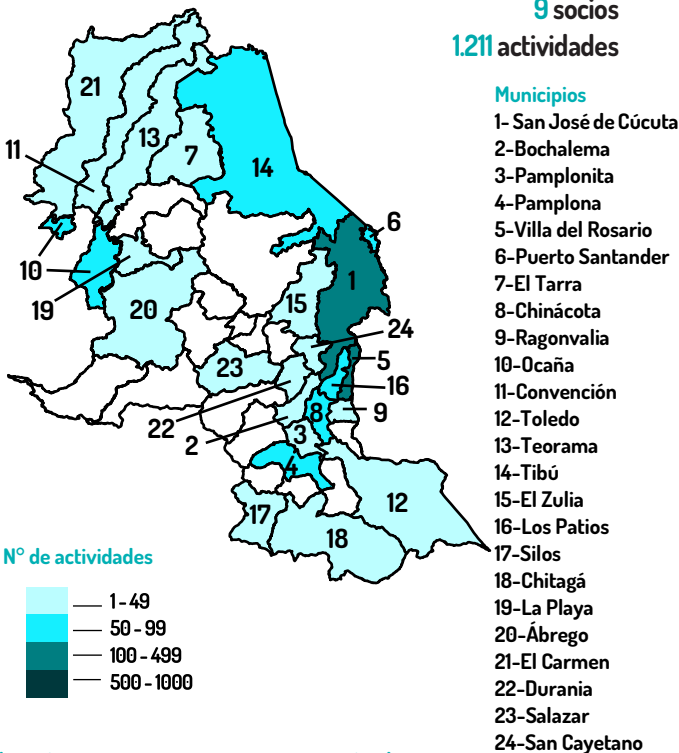 9 socios
1.211 actividades
Municipios
1- San José de Cúcuta
2-Bochalema
3-Pamplonita
4-Pamplona
5-Villa del Rosario
6-Puerto Santander
7-El Tarra
8-Chinácota
9-Ragonvalia
10-Ocaña
11-Convención
12-Toledo
13-Teorama
14-Tibú
15-El Zulia
16-Los Patios
17-Silos
18-Chitagá
19-La Playa
20-Ábrego
21-El Carmen
22-Durania
23-Salazar
24-San Cayetano
21
13
11
7
14
6
10
1
19
15
20
24
5
23
16
8
9
22
2
3
4
12
17
18
N° de actividades
1-49
50-99
100-499
500-1000